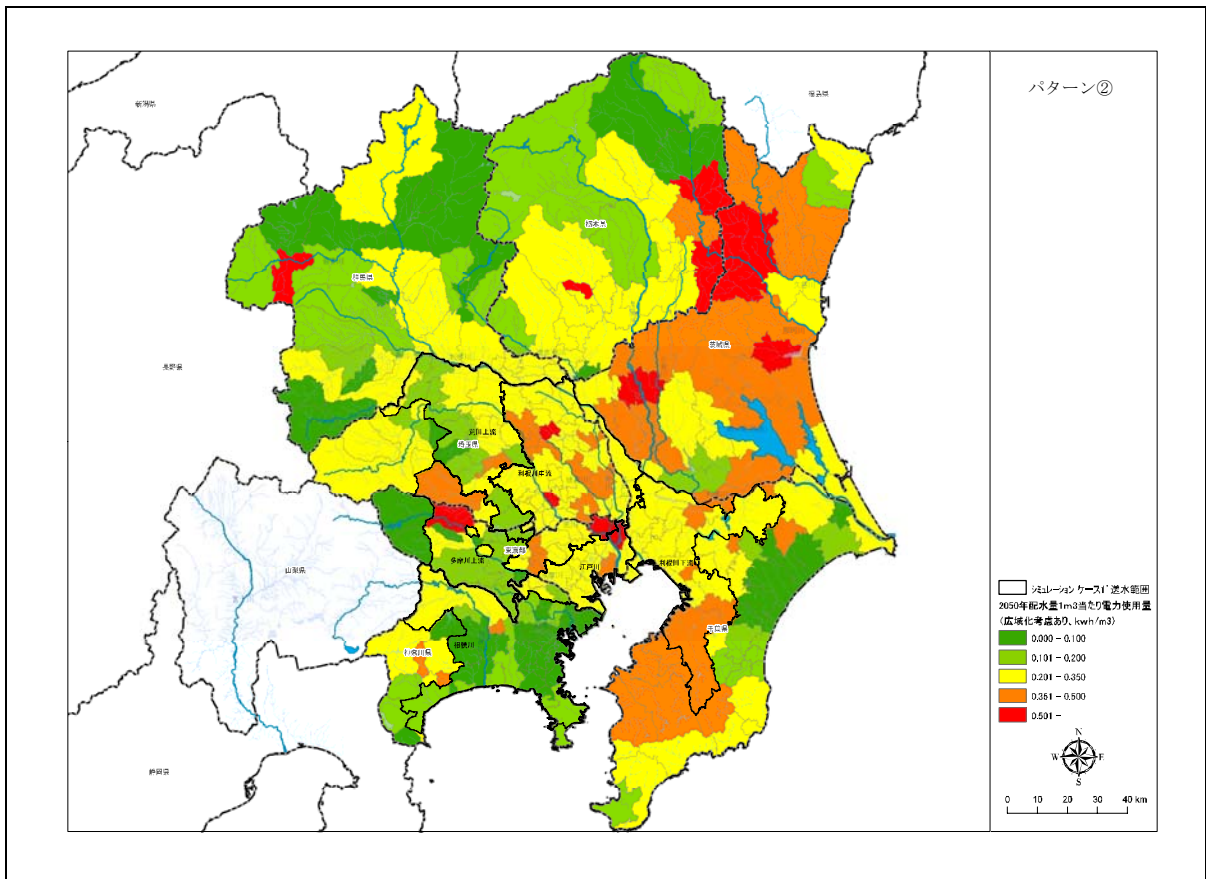 パターン②
新潟県
福島県
栃木県
群馬県
長野県
茨城県
荒川上流
埼玉県
利根川中流
東京都
多摩川上流
江戸川
利根川下流
山梨県
千葉県
相模川
神奈川県
静岡県
シミュレーションケース1 送水範囲
2050年配水量1m3当たり電力使用量
(広域化考慮あり、kwh/m3)
0.000 - 0.100
0.101 - 0.200
0.201 - 0.350
0.351 - 0.500
0.501 -
N
W E
S
0 10 20 30 40 km